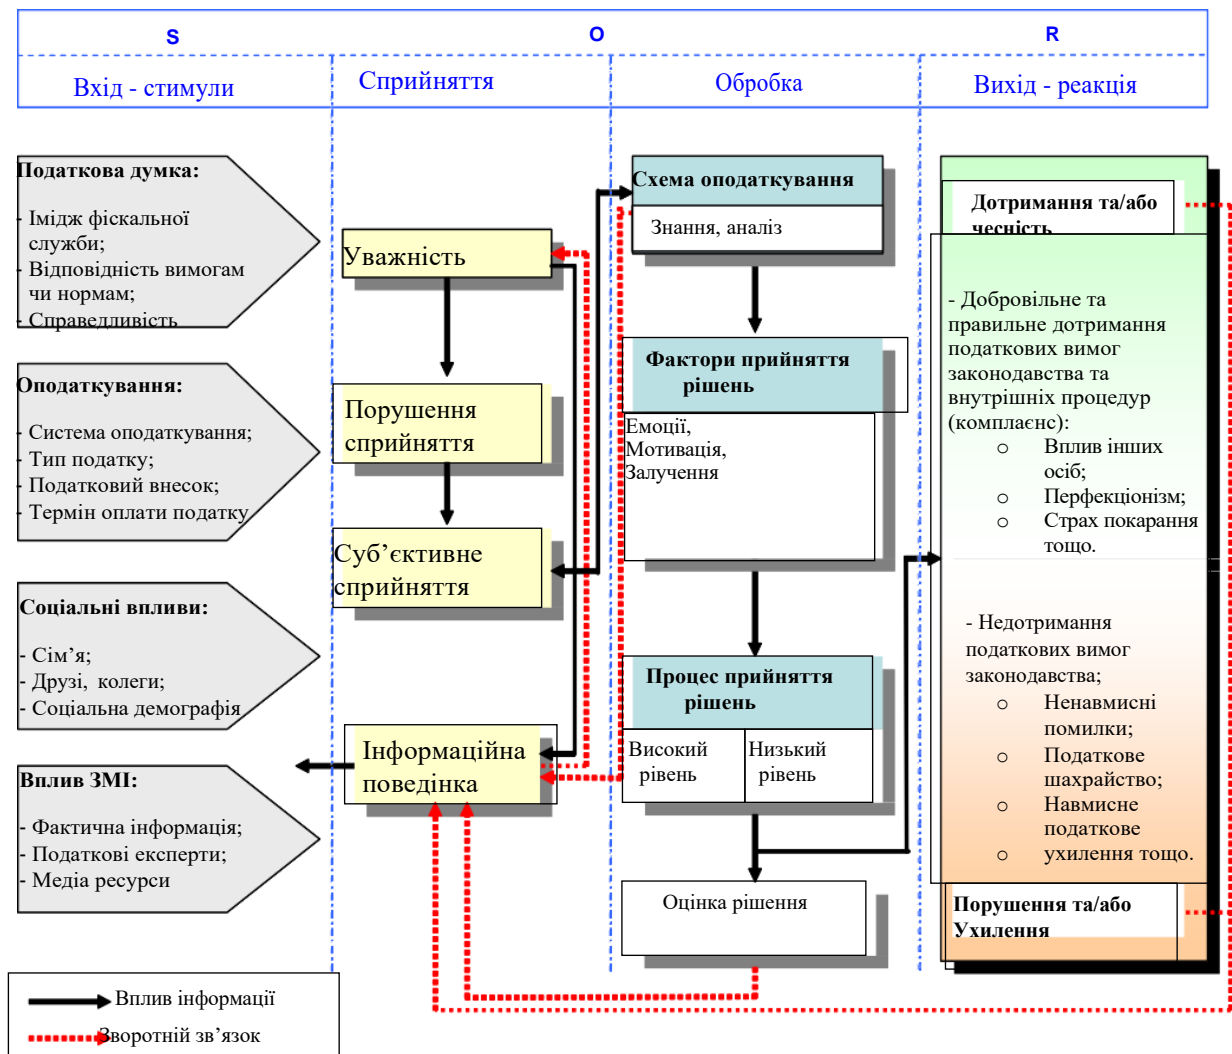 S
O
R
Вхід - стимули
Сприйняття
Обробка
Вихід - реакція
Податкова думка:
- Імідж фіскальної
служби;
- Відповідність вимогам
чи нормам;
- Справедливість
Оподаткування:
- Система оподаткування;
- Тип податку;
- Податковий внесок;
- Термін оплати податку
Соціальні впливи:
- Сім’я;
- Друзі, колеги;
- Соціальна демографія
Вплив ЗМІ:
- Фактична інформація;
- Податкові експерти;
- Медіа ресурси
Уважність
Порушення
сприйняття
Суб’єктивне
сприйняття
Інформаційна
поведінка
Схема оподаткування
Знання, аналіз
Фактори прийняття
рішень
Емоції,
Мотивація,
Залучення
Процес прийняття
рішень
Високий
рівень
Низький
рівень
Оцінка рішення
Дотримання та/або
чесність
- Добровільне та
правильне дотримання
податкових вимог
законодавства та
внутрішніх процедур
(комплаєнс):
o Вплив інших
осіб;
o Перфекціонізм;
o Страх покарання
тощо.
- Недотримання
податкових вимог
законодавства;
o Ненавмисні
помилки;
o Податкове
шахрайство;
o Навмисне
податкове
o ухилення тощо.
Порушення та/або
Ухилення
Вплив інформації
Зворотній зв’язок